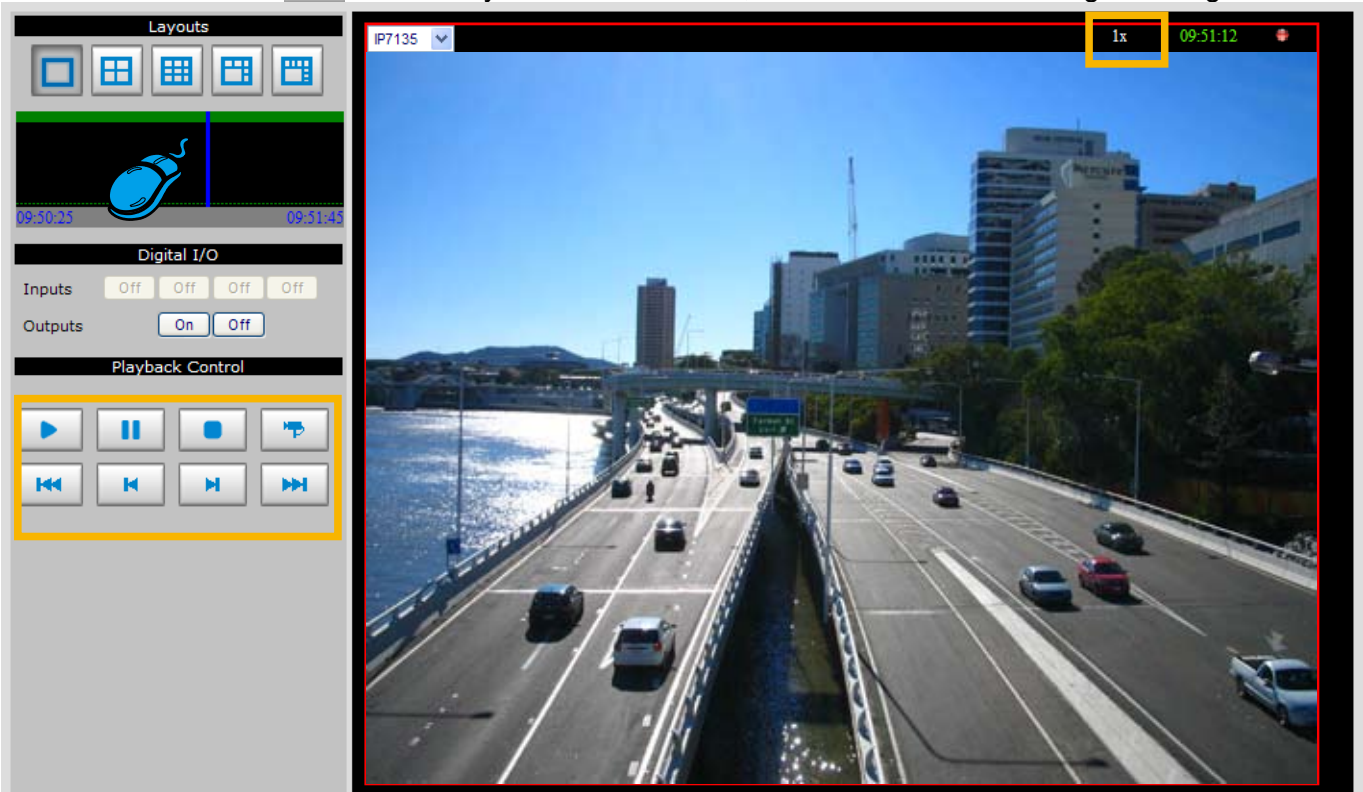 Layouts
IP7135
1x
09:51:12
09:50:25
09:51:45
Digital I/O
Inputs
Off
Off
Off
Off
Outputs
On
Off
Playback Control